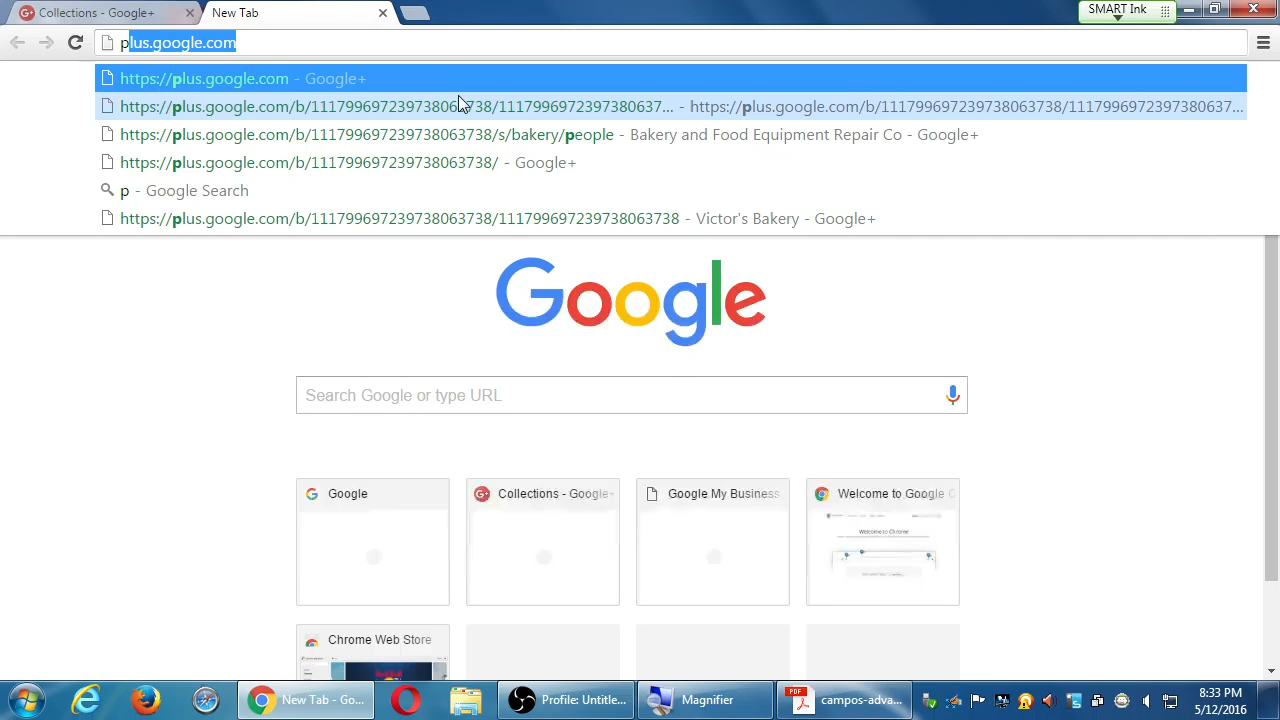 Collections - Google+
New Tab
SMART Ink
plus.google.com
https://plus.google.com - Google+
https://plus.google.com/b/111799697239738063738/1117996972397380637... - https://plus.google.com/b/111799697239738063738/1117996972397380637...
https://plus.google.com/b/111799697239738063738/s/bakery/people - Bakery and Food Equipment Repair Co - Google+
https://plus.google.com/b/111799697239738063738/ - Google+
p - Google Search
https://plus.google.com/b/111799697239738063738/111799697239738063738 - Victor's Bakery - Google+
Google
Search Google or type URL
Google
Collections - Google+
Google My Business
Welcome to Google C
Welcome to Chrome
Chrome Web Store
New Tab - Go...
Profile: Untitle...
Magnifier
PDF
campos-adva...
8:33 PM
5/12/2016